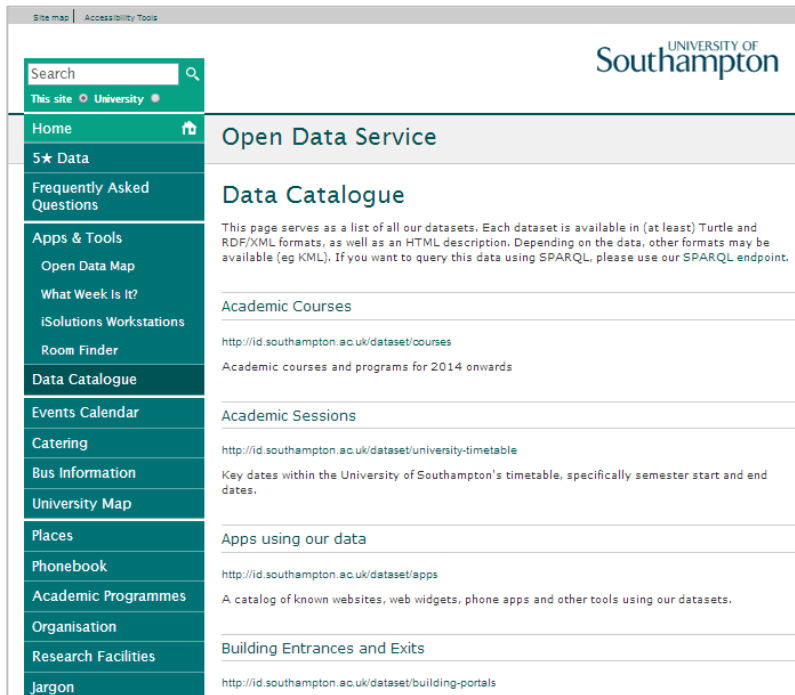 Site map
Accessibility Tools
UNIVERSITY OF
Southampton
Search
This site University
Home
5★ Data
Frequently Asked
Questions
Apps & Tools
Open Data Map
What Week Is It?
iSolutions Workstations
Room Finder
Data Catalogue
Events Calendar
Catering
Bus Information
University Map
Places
Phonebook
Academic Programmes
Organisation
Research Facilities
Jargon
Open Data Service
Data Catalogue
This page serves as a list of all our datasets. Each dataset is available in (at least) Turtle and
RDF/XML formats, as well as an HTML description. Depending on the data, other formats may be
available (eg KML). If you want to query this data using SPARQL, please use our SPARQL endpoint.
Academic Courses
http://id.southampton.ac.uk/dataset/courses
Academic courses and programs for 2014 onwards
Academic Sessions
http://id.southampton.ac.uk/dataset/university-timetable
Key dates within the University of Southampton's timetable, specifically semester start and end
dates.
Apps using our data
http://id.southampton.ac.uk/dataset/apps
A catalog of known websites, web widgets, phone apps and other tools using our datasets.
Building Entrances and Exits
http://id.southampton.ac.uk/dataset/building-portals